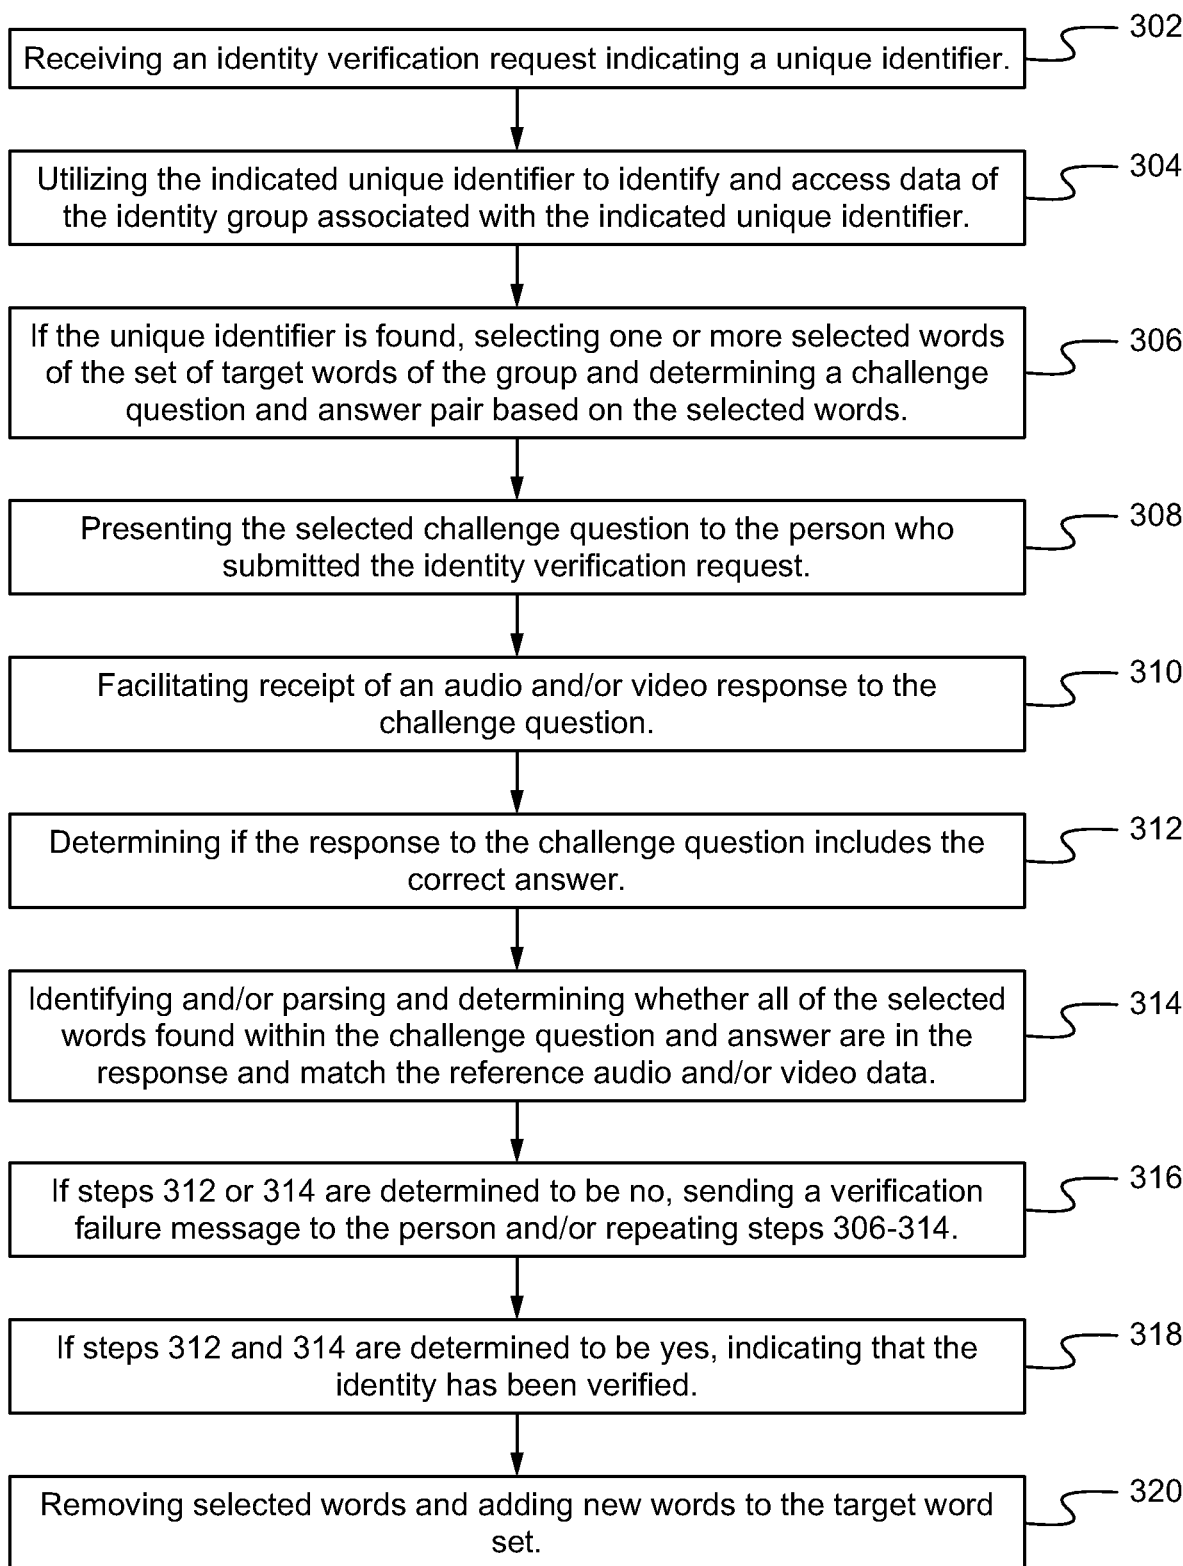 302
Receiving an identity verification request indicating a unique identifier.
304
Utilizing the indicated unique identifier to identify and access data of
the identity group associated with the indicated unique identifier.
306
If the unique identifier is found, selecting one or more selected words
of the set of target words of the group and determining a challenge
question and answer pair based on the selected words.
308
Presenting the selected challenge question to the person who
submitted the identity verification request.
310
Facilitating receipt of an audio and/or video response to the
challenge question.
312
Determining if the response to the challenge question includes the
correct answer.
314
Identifying and/or parsing and determining whether all of the selected
words found within the challenge question and answer are in the
response and match the reference audio and/or video data.
316
If steps 312 or 314 are determined to be no, sending a verification
failure message to the person and/or repeating steps 306-314.
318
If steps 312 and 314 are determined to be yes, indicating that the
identity has been verified.
320
Removing selected words and adding new words to the target word
set.